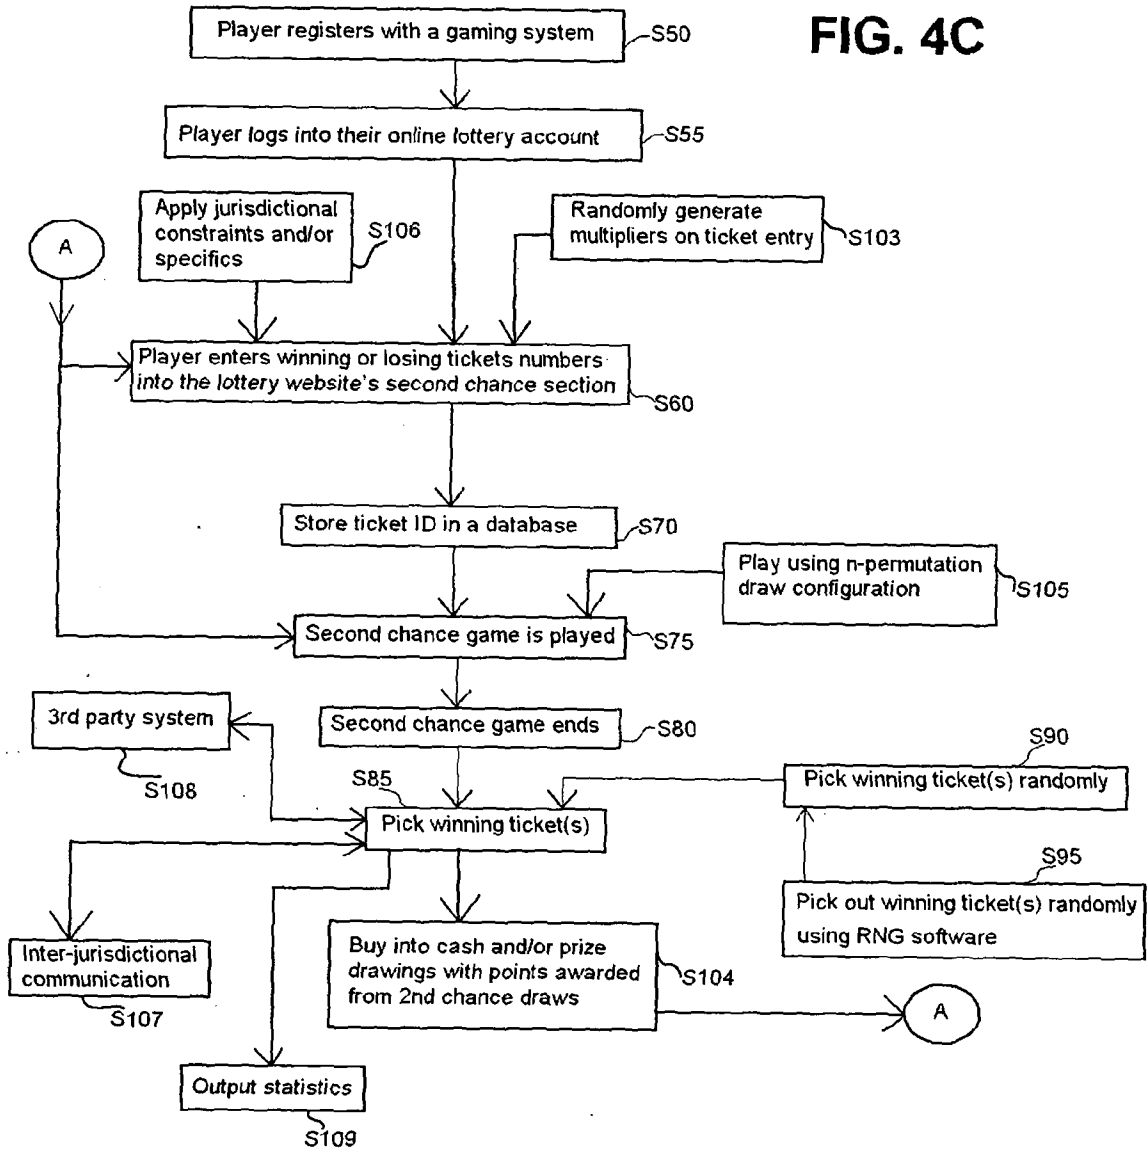 FIG. 4C
Player registers with a gaming system
S50
Player logs into their online lottery account
S55
Apply jurisdictional
constraints and/or
specifics
S106
Randomly generate
multipliers on ticket entry
S103
A
Player enters winning or losing tickets numbers
into the lottery website's second chance section
S60
Store ticket ID in a database
S70
Play using n-permutation
draw configuration
S105
Second chance game is played
S75
3rd party system
S108
Second chance game ends
S80
S90
Pick winning ticket(s) randomly
S85
Pick winning ticket(s)
S95
Pick out winning ticket(s) randomly
using RNG software
Inter-jurisdictional
communication
S107
Buy into cash and/or prize
drawings with points awarded
from 2nd chance draws
S104
A
Output statistics
S109